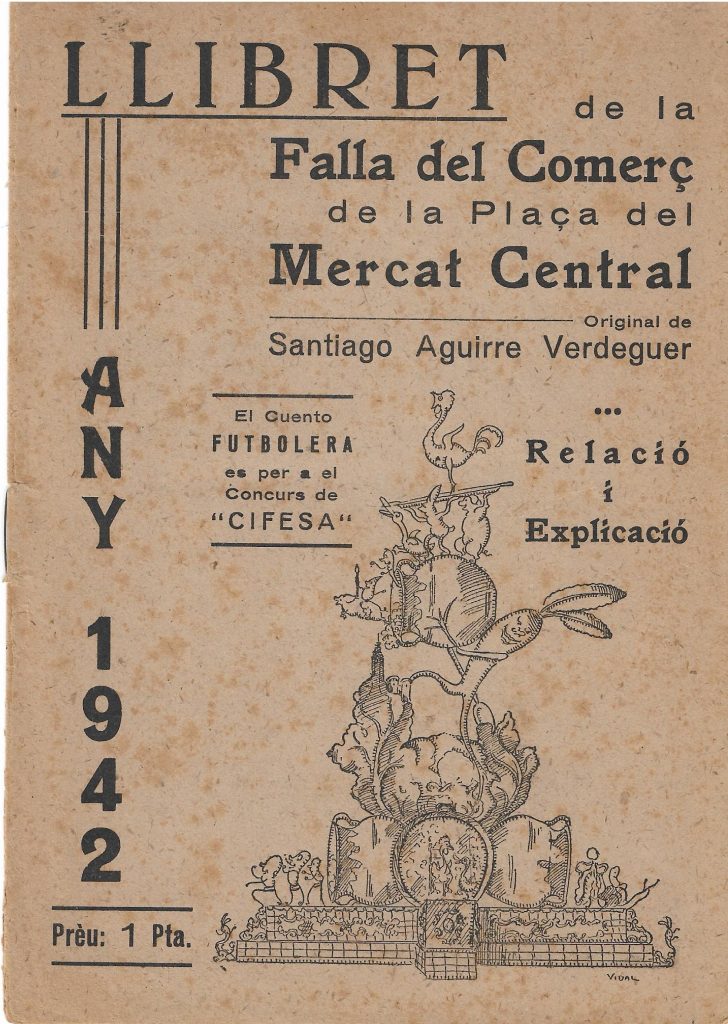 LLIBRET
de la
Falla del Comerç
de la Plaça del
Mercat Central
Original de
Santiago Aguirre Verdeguer
ANY 1942
El Cuento
FUTBOLERA
es per a el
Concurs de
"CIFESA"
...
Relació
i
Explicació
Prèu: 1 Pta.
VIDAL